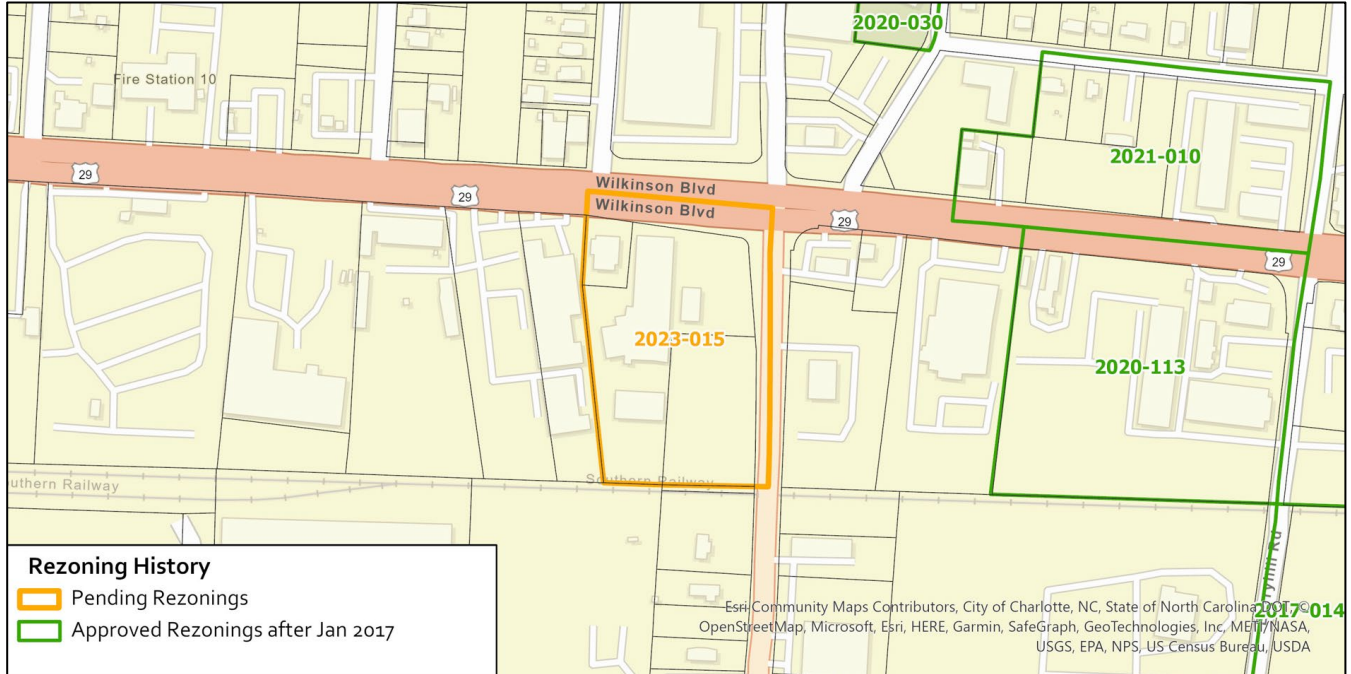 2020-030
Fire Station 10
2021-010
29
Wilkinson Blvd
29
Wilkinson Blvd
29
29
2023-015
2020-113
Southern Railway
uthern Railway
Rezoning History
Pending Rezonings
Approved Rezonings after Jan 2017
Tryhill Rd
2017-014
Esri Community Maps Contributors, City of Charlotte, NC, State of North Carolina DOT, ©
OpenStreetMap, Microsoft, Esri, HERE, Garmin, SafeGraph, GeoTechnologies, Inc, METI/NASA,
USGS, EPA, NPS, US Census Bureau, USDA